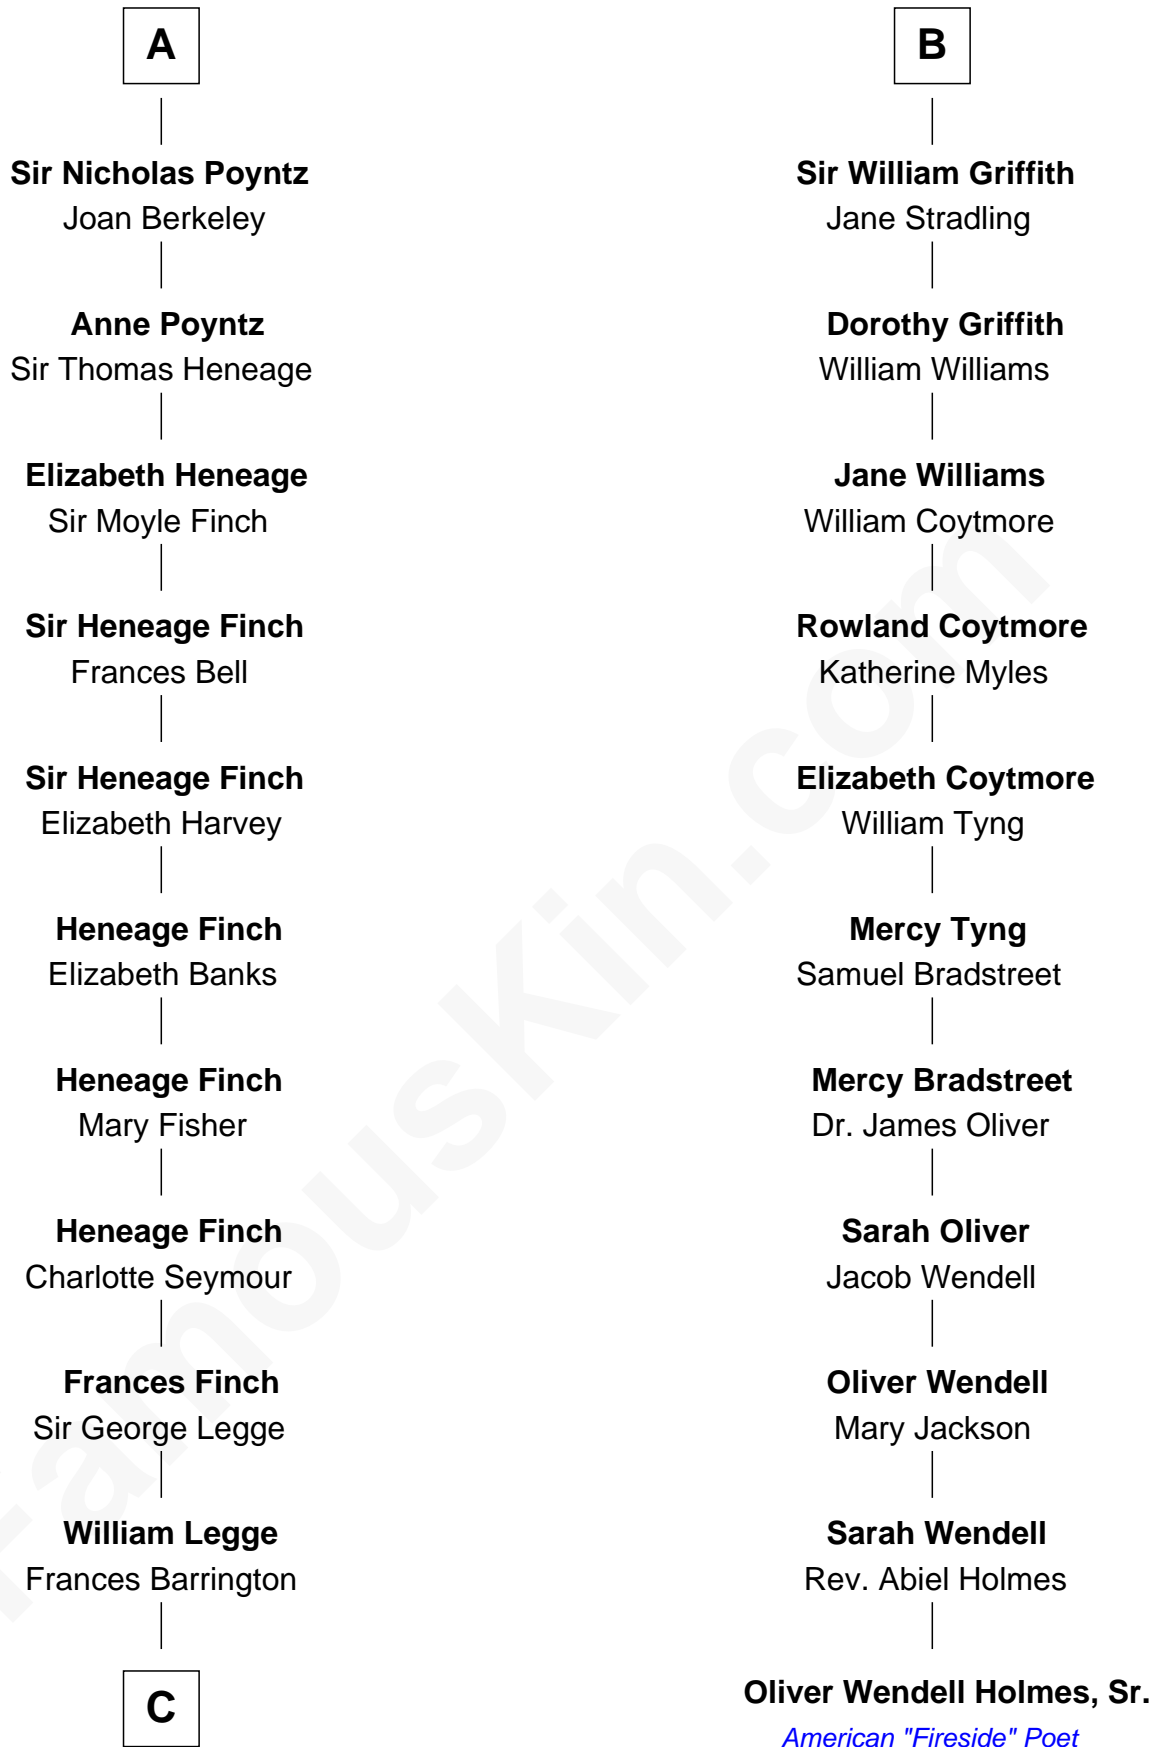 A
Sir Nicholas Poyntz
Joan Berkeley
Anne Poyntz
Sir Thomas Heneage
Elizabeth Heneage
Sir Moyle Finch
Sir Heneage Finch
Frances Bell
Sir Heneage Finch
Elizabeth Harvey
Heneage Finch
Elizabeth Banks
Heneage Finch
Mary Fisher
Heneage Finch
Charlotte Seymour
Frances Finch
Sir George Legge
William Legge
Frances Barrington
C
B
Sir William Griffith
Jane Stradling
Dorothy Griffith
William Williams
Jane Williams
William Coytmore
Rowland Coytmore
Katherine Myles
Elizabeth Coytmore
William Tyng
Mercy Tyng
Samuel Bradstreet
Mercy Bradstreet
Dr. James Oliver
Sarah Oliver
Jacob Wendell
Oliver Wendell
Mary Jackson
Sarah Wendell
Rev. Abiel Holmes
Oliver Wendell Holmes, Sr.
American "Fireside" Poet
FamousKin.com